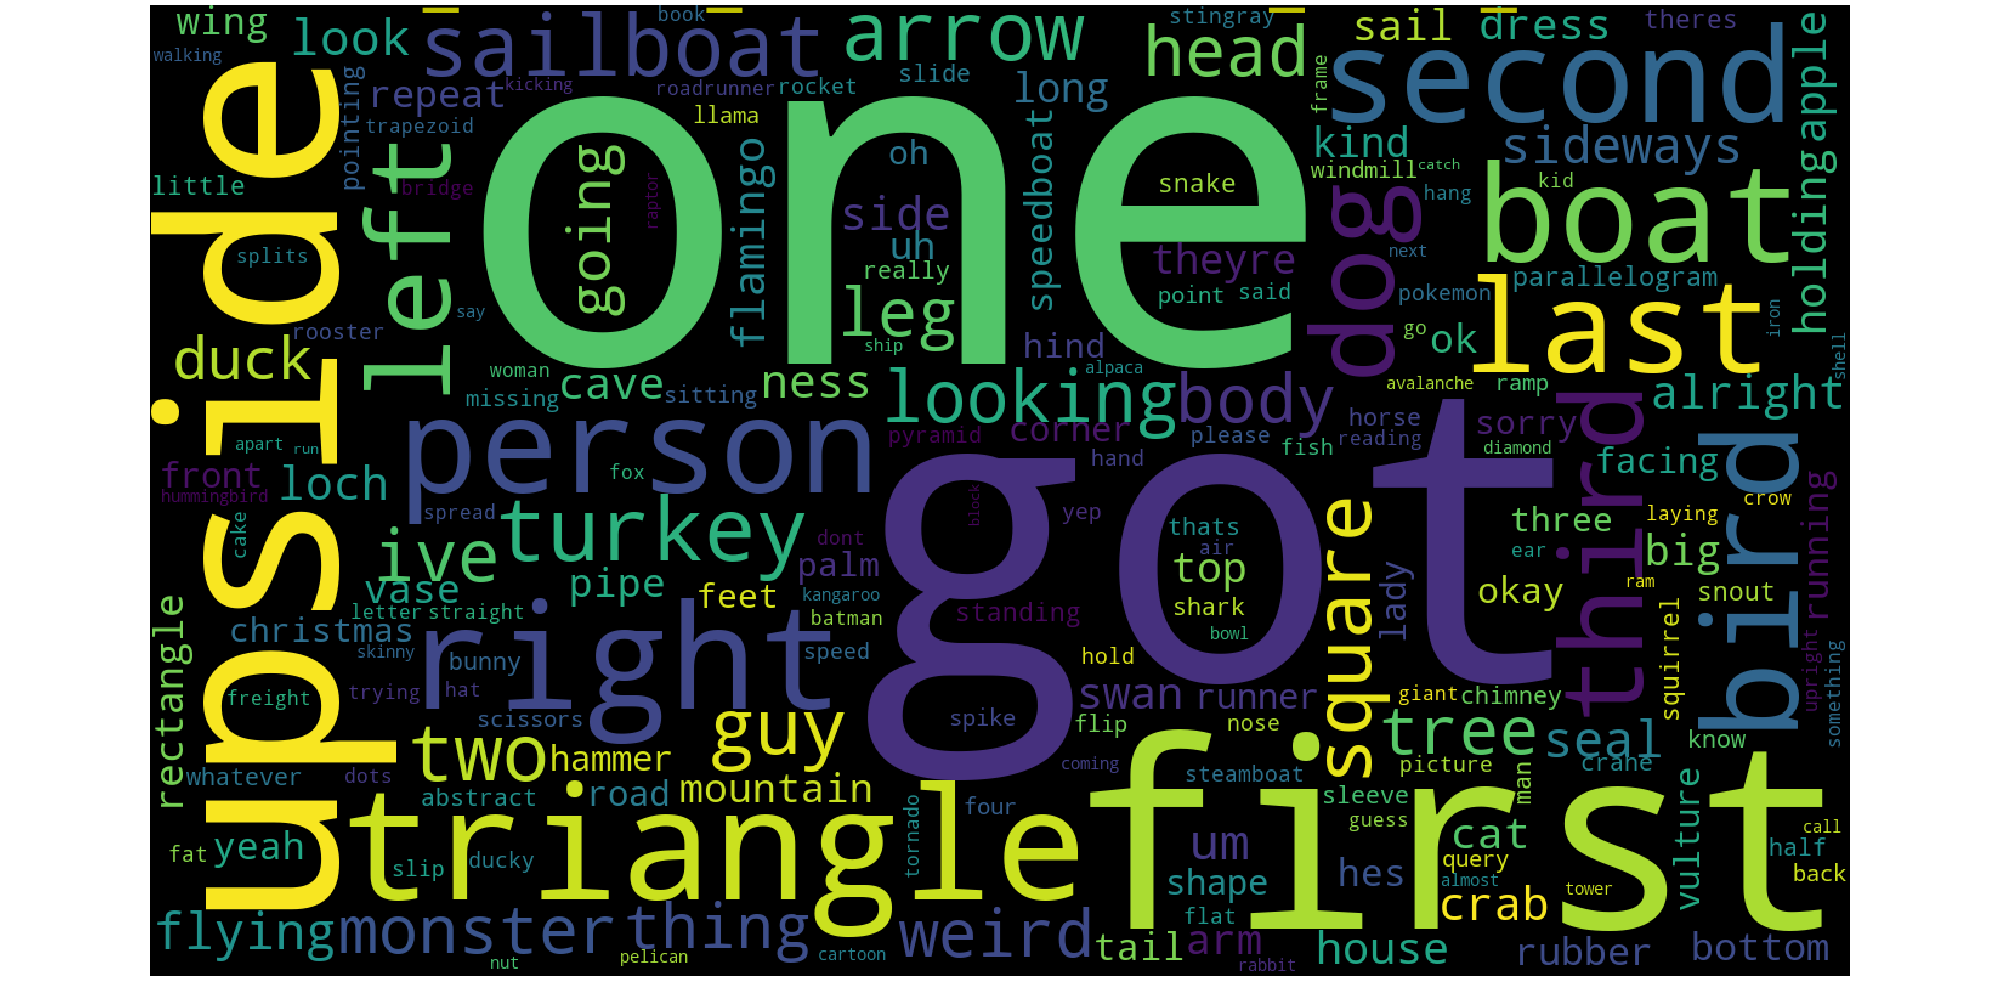 wing
look
sailboat
book
arrow
stingray
sail
dress
theres
walking
pointing
repeat
kicking
roadrunner
rocket
slide
long
head
frame
second
apple
trapezoid
llama
kind
sideways
little
bridge
left
one
going
raptor
flamingo
oh
side
uh
really
leg
ship
speedboat
snake
theyre
point
said
windmill
catch
hang
kid
boat
holding
dog
next
parallelogram
pokemon
go
ok
last
iron
shell
upside
splits
rooster
say
duck
woman
missing
cave
sitting
ness
looking
hind
alpaca
body
avalanche
ramp
alright
horse
reading
sorry
diamond
person
apart
run
front
hummingbird
loch
fox
pyramid
corner
please
fish
hand
got
third
facing
bird
crow
running
cake
spread
turkey
ive
block
yep
thats
air
top
shark
bowl
square
three
ear
laying
big
ram
snout
okay
dont
palm
pipe
vase
feet
kangaroo
batman
standing
lady
squirrel
upright
something
rectangle
letter
straight
christmas
skinny
bunny
right
speed
hold
freight
trying
hat
scissors
swan
runner
giant
chimney
spike
flip
nose
tree
seal
know
crane
two
hammer
guy
coming
steamboat
picture
man
whatever
dots
abstract
road
mountain
four
first
sleeve
guess
vulture
triangle
tornado
yeah
fat
slip
ducky
um
shape
hes
cat
query
almost
call
half
back
crab
tower
flying
monster
thing
weird
flat
tail
arm
house
rubber
bottom
nut
pelican
cartoon
rabbit